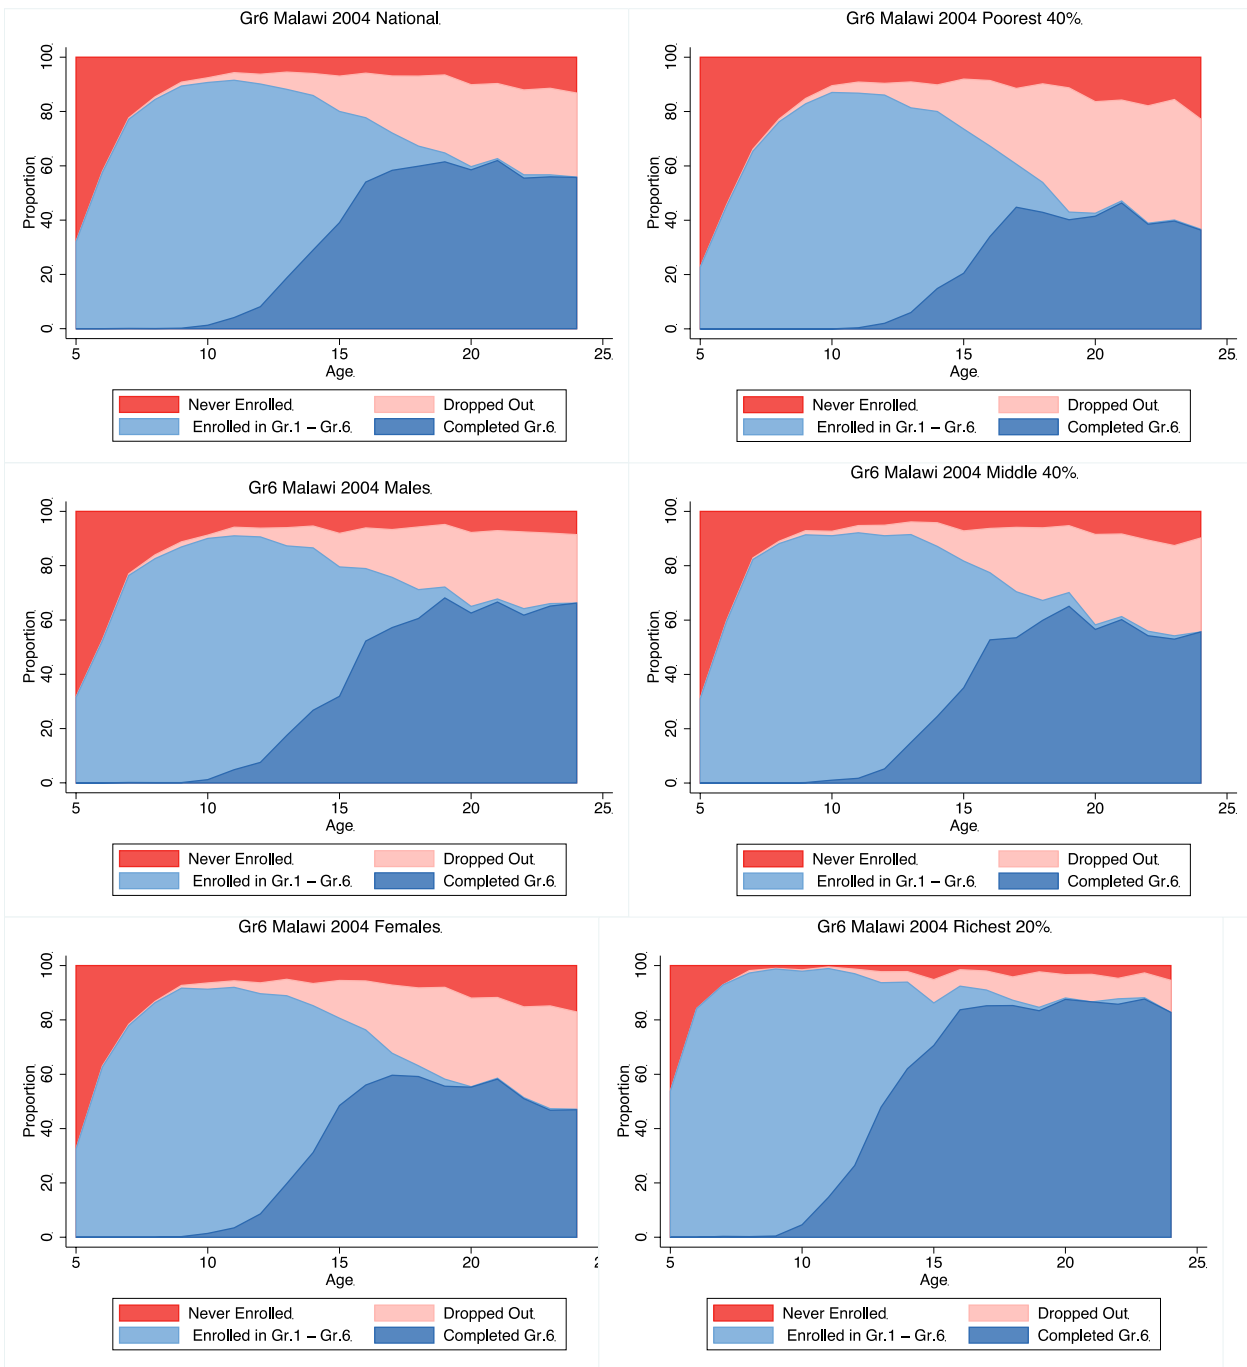 Gr6 Malawi 2004 National.
Proportion
100.
80.
60.
40.
20.
0.
5
10
15
20
25.
Age.
Never Enrolled.
Dropped Out.
Enrolled in Gr.1 – Gr.6.
Completed Gr.6.
Gr6 Malawi 2004 Poorest 40%.
Proportion
100.
80.
60.
40.
20.
0.
5
10
15
20
25.
Age.
Never Enrolled.
Dropped Out.
Enrolled in Gr.1 – Gr.6.
Completed Gr.6.
Gr6 Malawi 2004 Males.
Proportion
100.
80.
60.
40.
20.
0.
5
10
15
20
25.
Age.
Never Enrolled.
Dropped Out.
Enrolled in Gr.1 – Gr.6.
Completed Gr.6.
Gr6 Malawi 2004 Middle 40%.
Proportion
100.
80.
60.
40.
20.
0.
5
10
15
20
25.
Age.
Never Enrolled.
Dropped Out.
Enrolled in Gr.1 – Gr.6.
Completed Gr.6.
Gr6 Malawi 2004 Females.
Proportion
100.
80.
60.
40.
20.
0.
5
10
15
20
Age.
Never Enrolled.
Dropped Out.
Enrolled in Gr.1 – Gr.6.
Completed Gr.6.
Gr6 Malawi 2004 Richest 20%.
Proportion
100.
80.
60.
40.
20.
0.
5
10
15
20
25.
Age.
Never Enrolled.
Dropped Out.
Enrolled in Gr.1 – Gr.6.
Completed Gr.6.